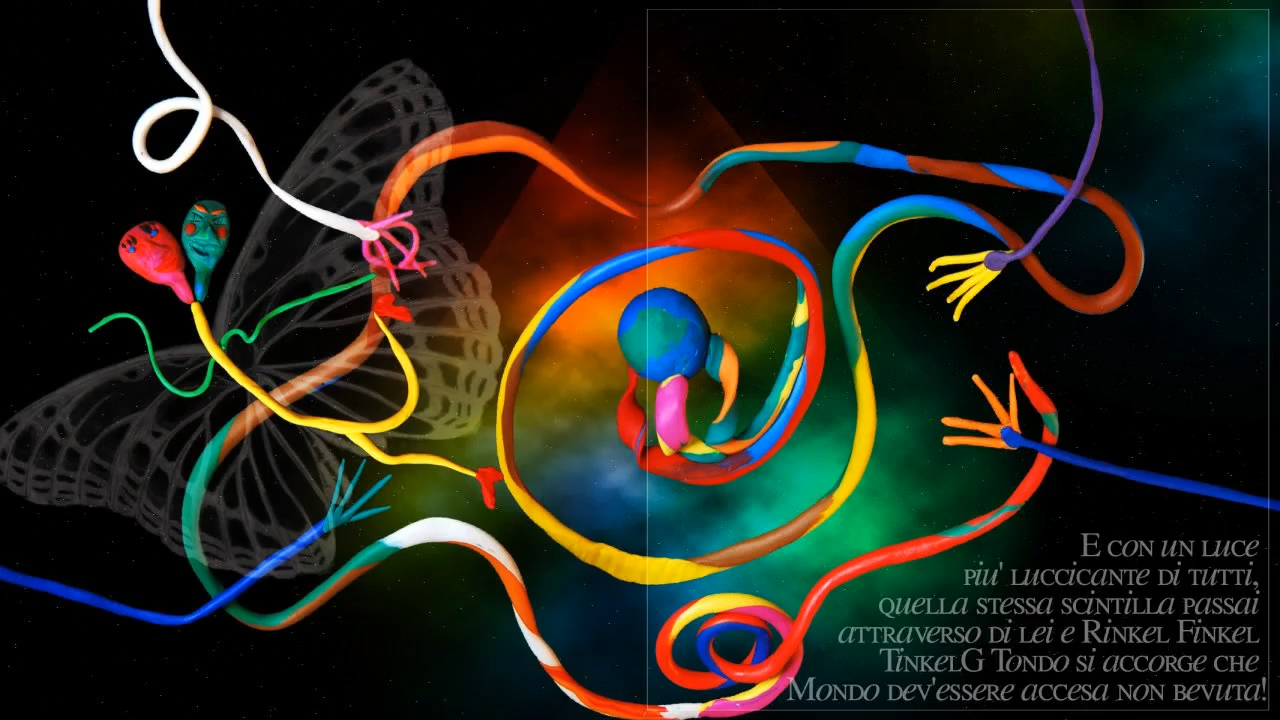 E con un luce
piu' luccicante di tutti,
quella stessa scintilla passai
attraverso di lei e Rinkel Finkel
TinkelG Tondo si accorge che
Mondo dev'essere accesa non bevuta!